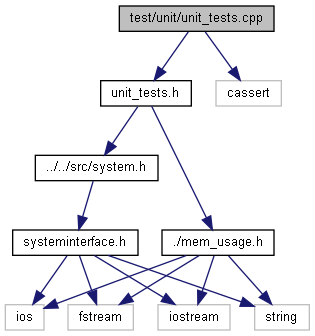 test/unit/unit_tests.cpp
unit_tests.h
cassert
../../src/system.h
systeminterface.h
./mem_usage.h
ios
fstream
iostream
string